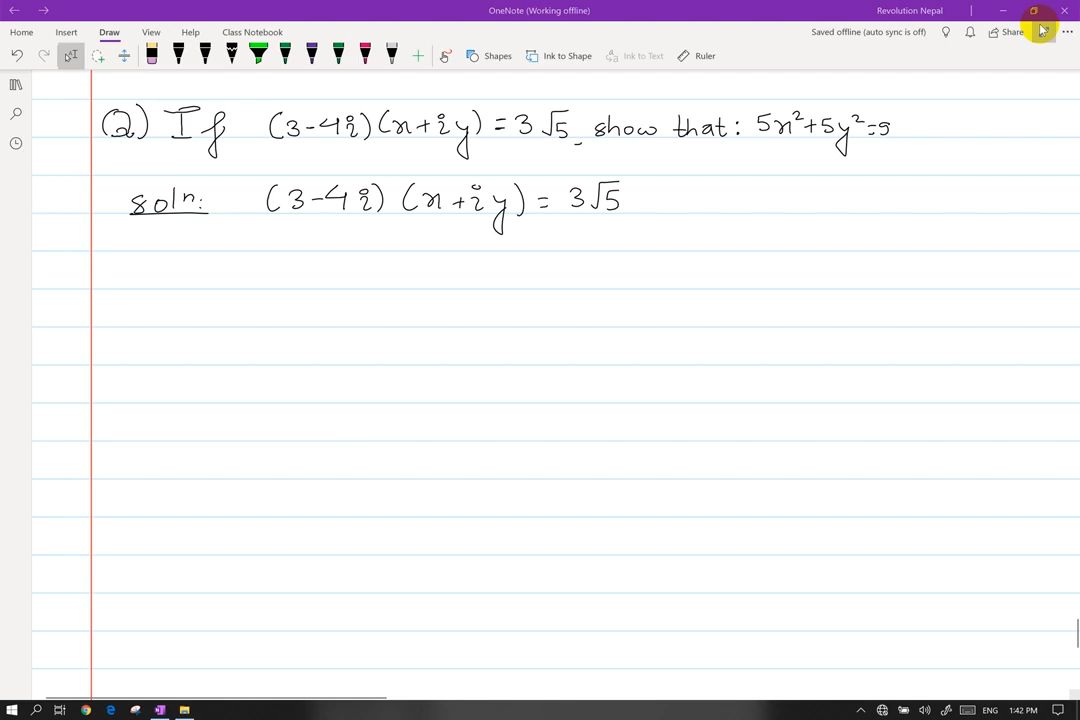 OneNote (Working offline)
Revolution Nepal
Home Insert Draw View Help Class Notebook
Saved offline (auto sync is off) Share
Shapes Ink to Shape Ink to Text Ruler
Q) If (3-4i)(x+iy) = 3√5, show that: 5x²+5y²=9
soln: (3-4i) (x+iy) = 3√5
ENG 1:42 PM